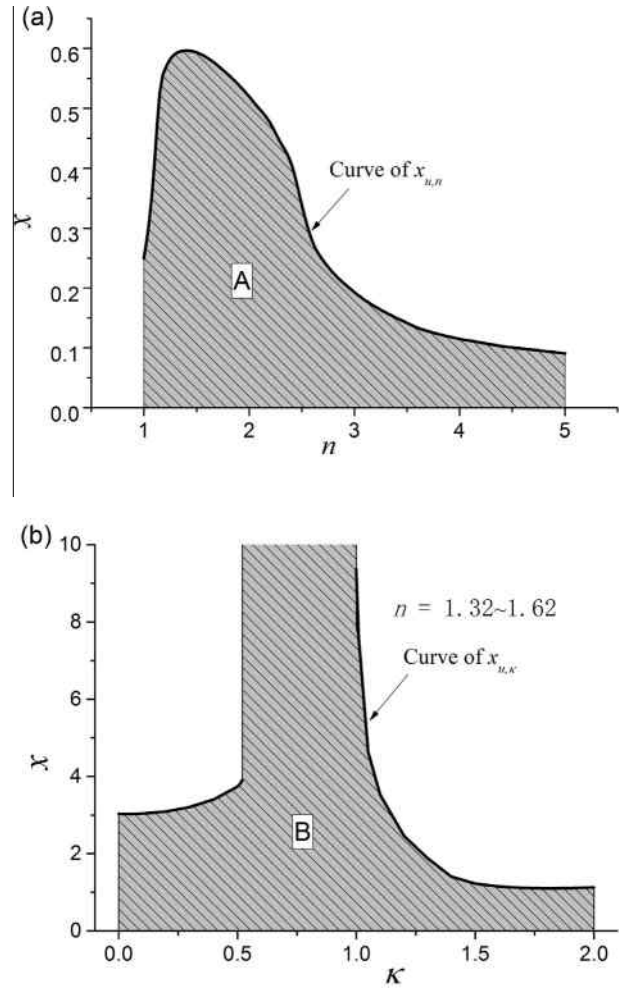 (a)
0.6
0.5
0.4
0.3
0.2
0.1
0.0
x
Curve of x_{u,n}
A
1 2 3 4 5
n
(b)
10
8
6
4
2
0
x
n = 1.32~1.62
Curve of x_{u,κ}
B
0.0 0.5 1.0 1.5 2.0
κ